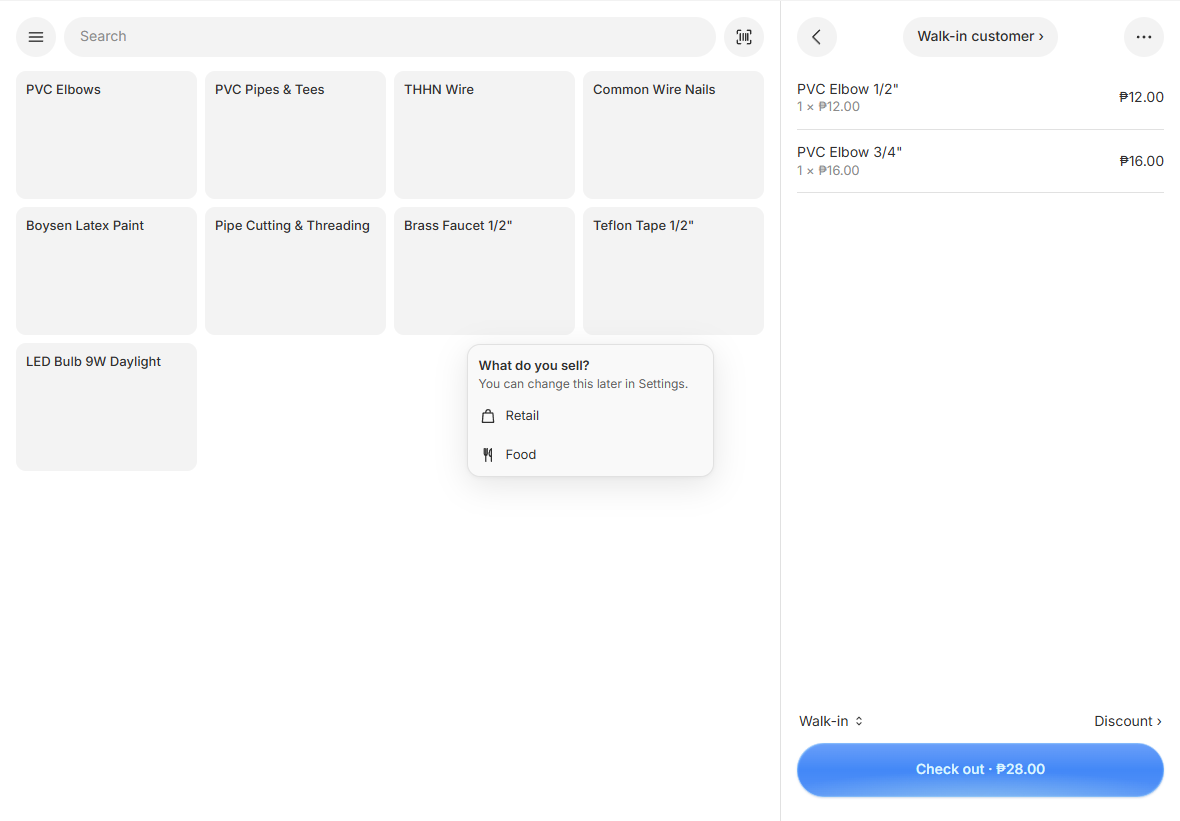 Search
Walk-in customer ›
PVC Elbows
PVC Pipes & Tees
THHN Wire
Common Wire Nails
Boysen Latex Paint
Pipe Cutting & Threading
Brass Faucet 1/2"
Teflon Tape 1/2"
LED Bulb 9W Daylight
What do you sell?
You can change this later in Settings.
Retail
Food
PVC Elbow 1/2"
1 × ₱12.00
₱12.00
PVC Elbow 3/4"
1 × ₱16.00
₱16.00
Walk-in
Discount ›
Check out · ₱28.00